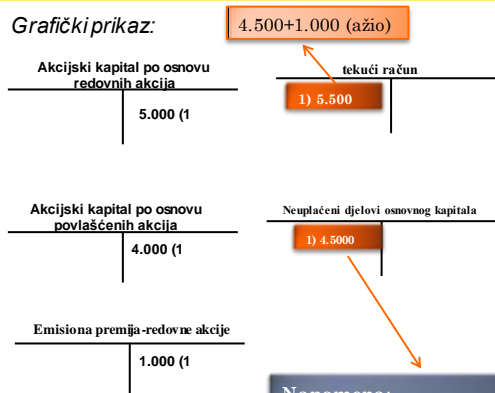 Grafički prikaz:
4.500+1.000 (ažio)
Akcijski kapital po osnovu
redovnih akcija
5.000 (1
tekući račun
1) 5.500
Akcijski kapital po osnovu
povlašćenih akcija
4.000 (1
Neuplaćeni djelovi osnovnog kapitala
1) 4.5000
Emisiona premija-redovne akcije
1.000 (1
Napomena: